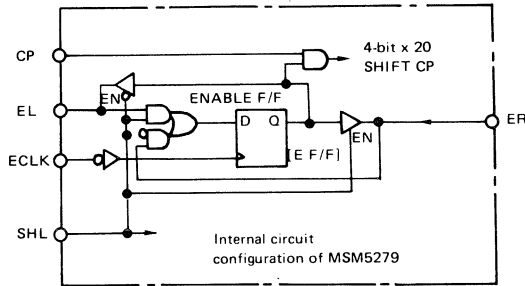 CP
4-bit x 20
SHIFT CP
EN
ENABLE F/F
EL
D Q
EN
ER
[E F/F]
ECLK
SHL
Internal circuit
configuration of MSM5279